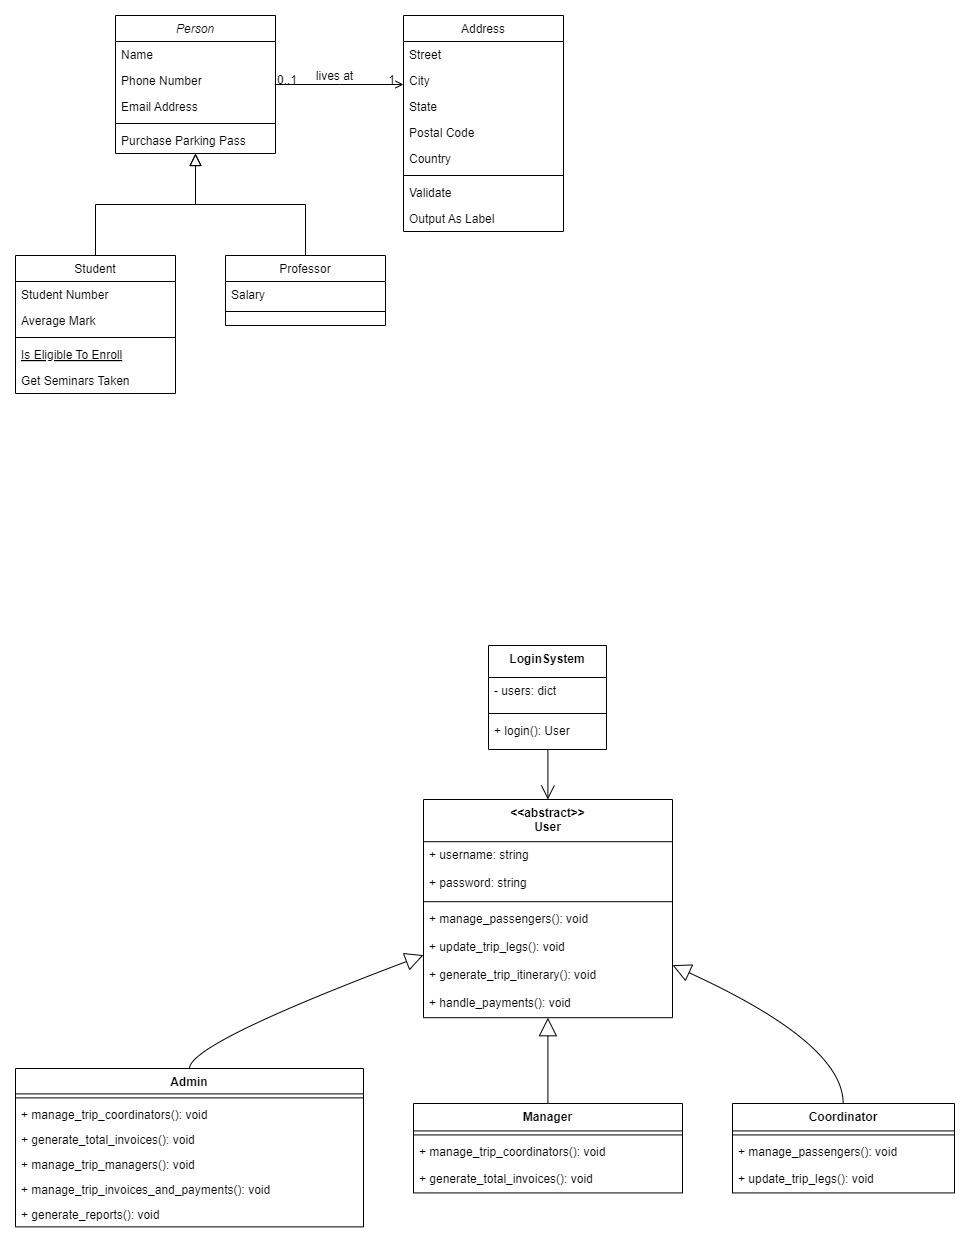 Person
Name
Phone Number
Email Address
Purchase Parking Pass
0..1
lives at
1
Address
Street
City
State
Postal Code
Country
Validate
Output As Label
Student
Student Number
Average Mark
Is Eligible To Enroll
Get Seminars Taken
Professor
Salary
LoginSystem
- users: dict
+ login(): User
<<abstract>>
User
+ username: string
+ password: string
+ manage_passengers(): void
+ update_trip_legs(): void
+ generate_trip_itinerary(): void
+ handle_payments(): void
Admin
+ manage_trip_coordinators(): void
+ generate_total_invoices(): void
+ manage_trip_managers(): void
+ manage_trip_invoices_and_payments(): void
+ generate_reports(): void
Manager
+ manage_trip_coordinators(): void
+ generate_total_invoices(): void
Coordinator
+ manage_passengers(): void
+ update_trip_legs(): void